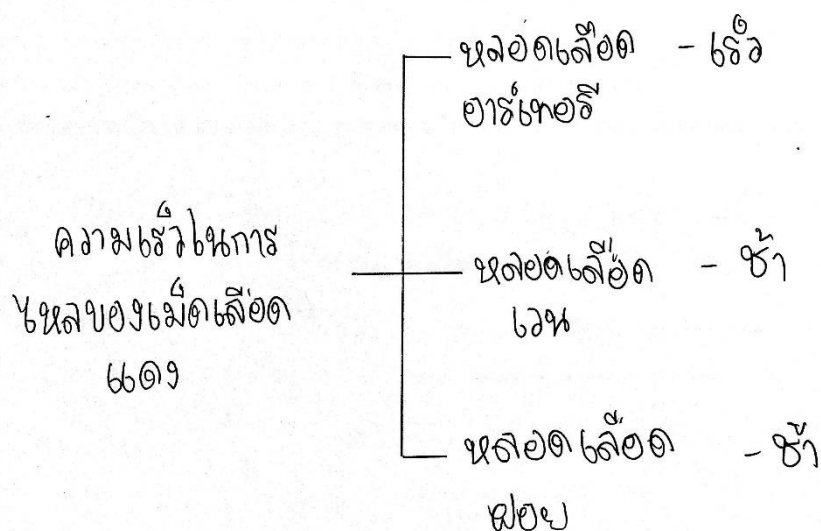 ความเร็วในการ
ไหลของเม็ดเลือด
แดง
หลอดเลือด - เร็ว
อาร์เทอรี
หลอดเลือด - ช้า
เวน
หลอดเลือด - ช้า
ฝอย